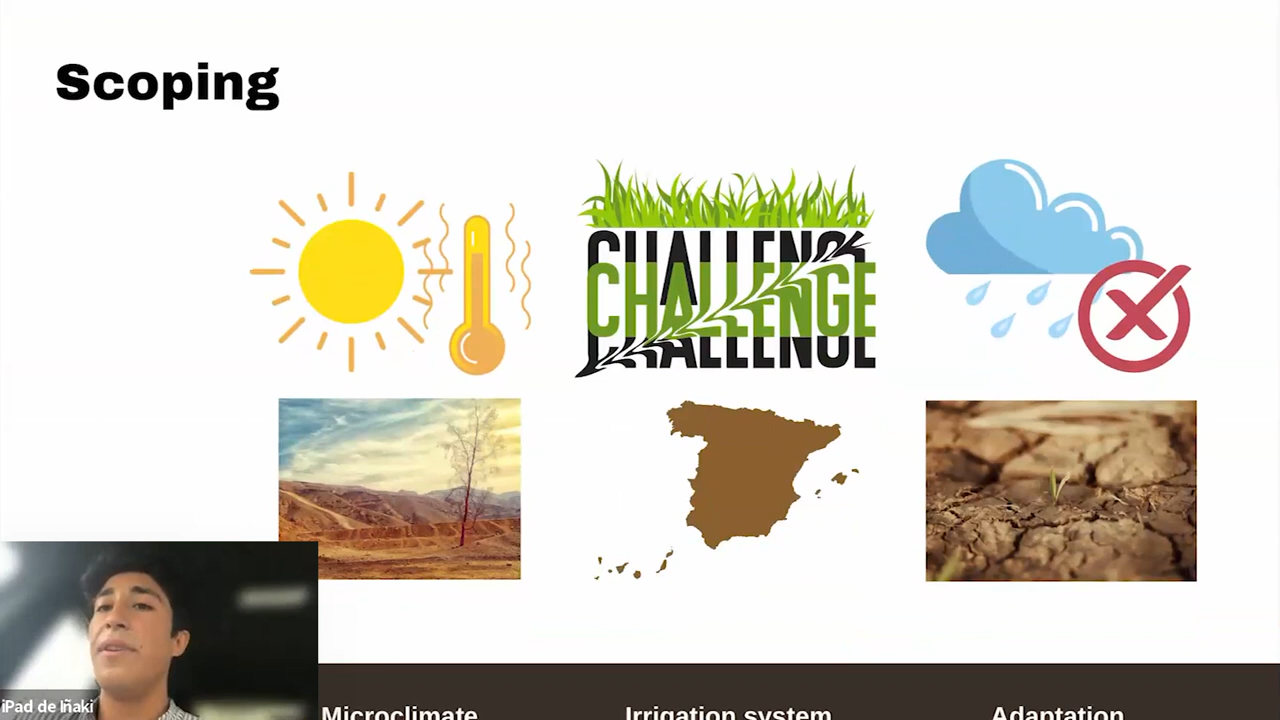 Scoping
CHALLENGE
CHALLENGE
CHALLENGE
iPad de Iñaki
Microclimate
Irrigation system
Adaptation